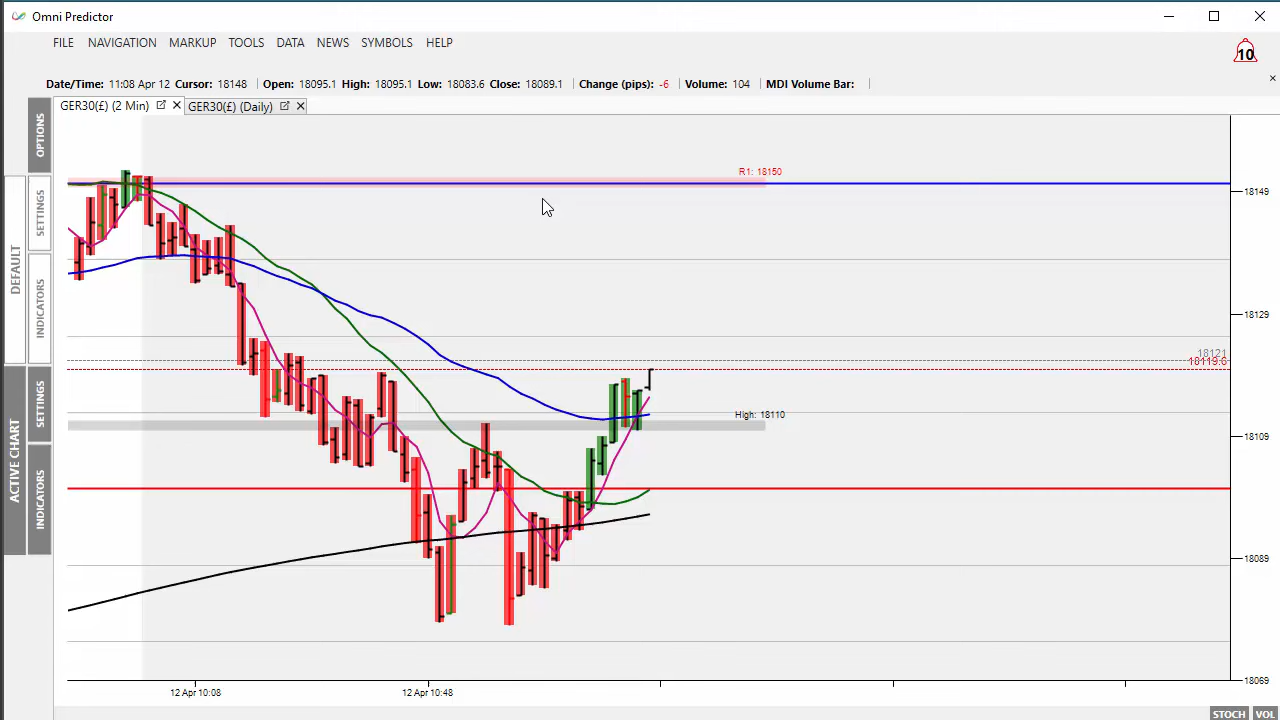 Omni Predictor
FILE NAVIGATION MARKUP TOOLS DATA NEWS SYMBOLS HELP
10
Date/Time: 11:08 Apr 12 Cursor: 18148 Open: 18095.1 High: 18095.1 Low: 18083.6 Close: 18089.1 Change (pips): -6 Volume: 104 MDI Volume Bar:
GER30(£) (2 Min) GER30(£) (Daily)
OPTIONS
DEFAULT
SETTINGS
INDICATORS
ACTIVE CHART
SETTINGS
INDICATORS
R1: 18150
18149
18129
18121
18119.6
High: 18110
18109
18089
18069
12 Apr 10:08 12 Apr 10:48
STOCH VOL